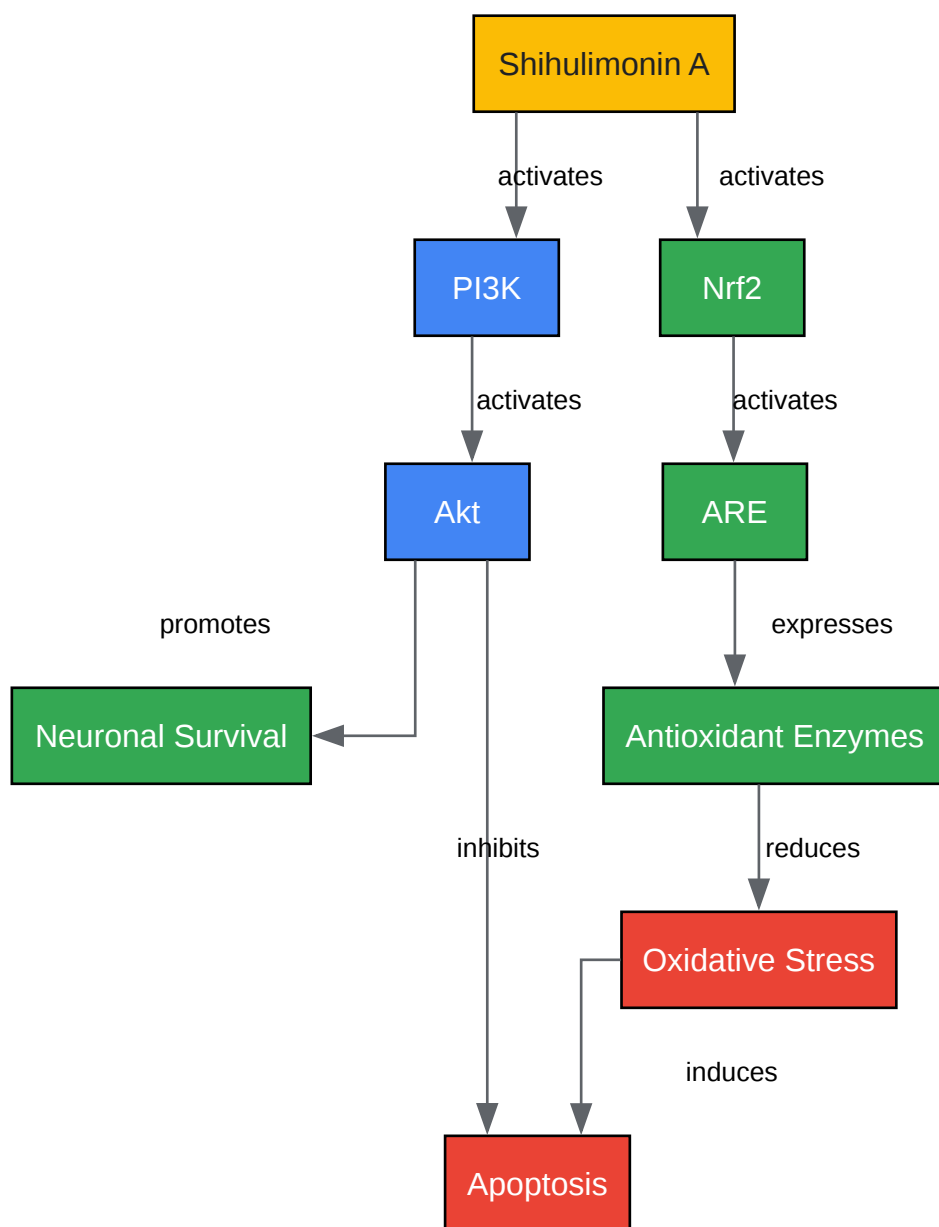 Shihulimonin A
activates
activates
PI3K
Nrf2
activates
activates
Akt
ARE
promotes
expresses
Neuronal Survival
Antioxidant Enzymes
inhibits
reduces
Oxidative Stress
induces
Apoptosis